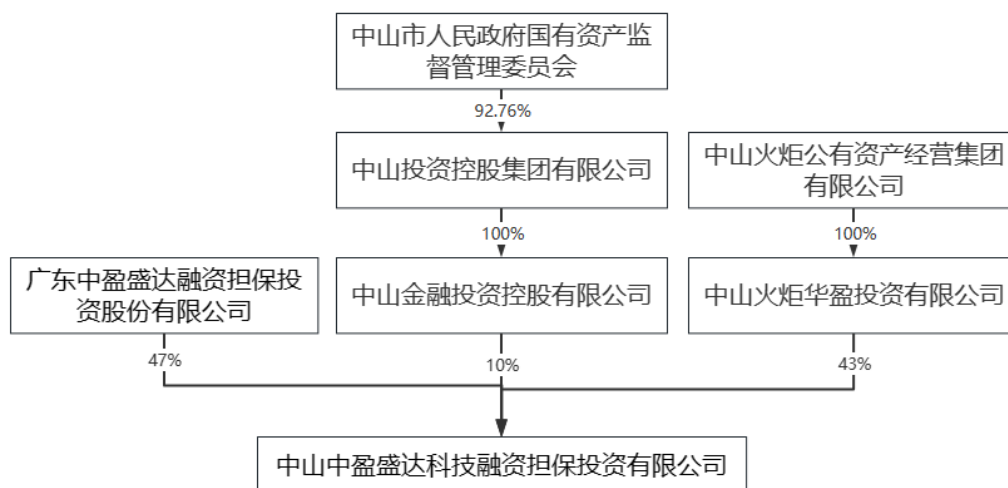 中山市人民政府国有资产监
督管理委员会
92.76%
中山投资控股集团有限公司
中山火炬公有资产经营集团
有限公司
100%
100%
广东中盈盛达融资担保投
资股份有限公司
中山金融投资控股有限公司
中山火炬华盈投资有限公司
47%
10%
43%
中山中盈盛达科技融资担保投资有限公司